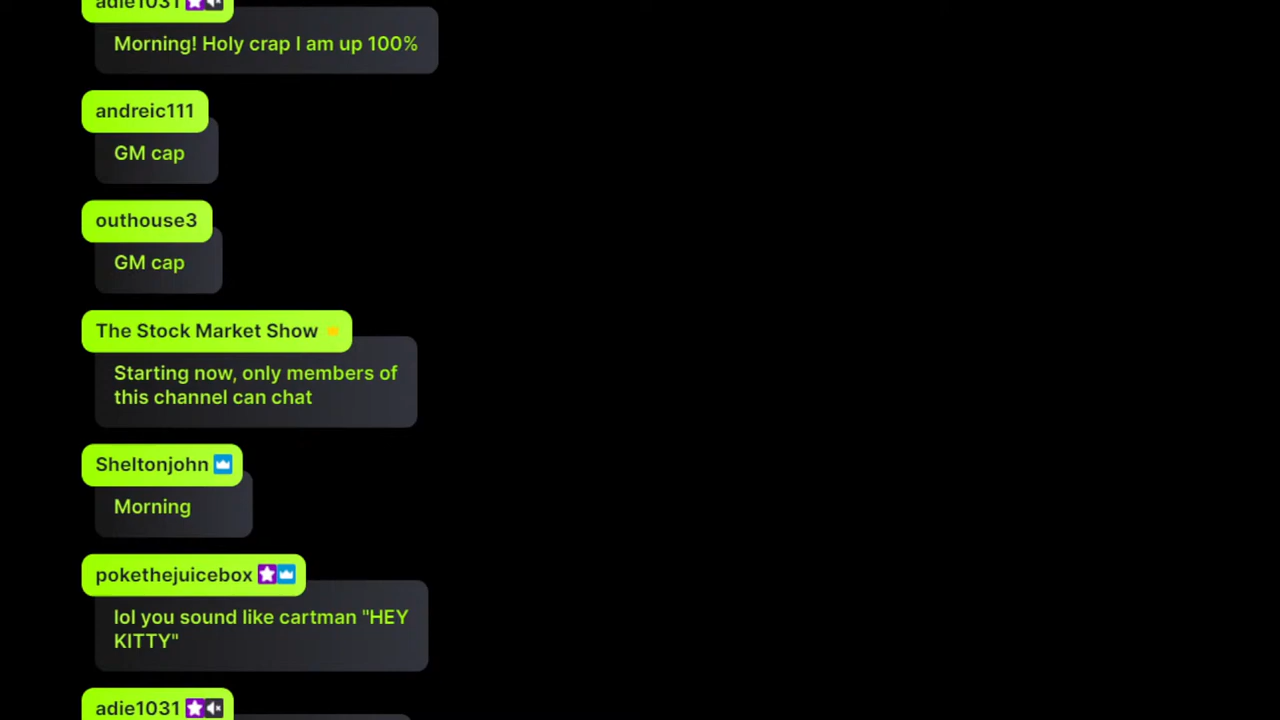 adie1031
Morning! Holy crap I am up 100%
andreic111
GM cap
outhouse3
GM cap
The Stock Market Show
Starting now, only members of
this channel can chat
Sheltonjohn
Morning
pokethejuicebox
lol you sound like cartman "HEY
KITTY"
adie1031